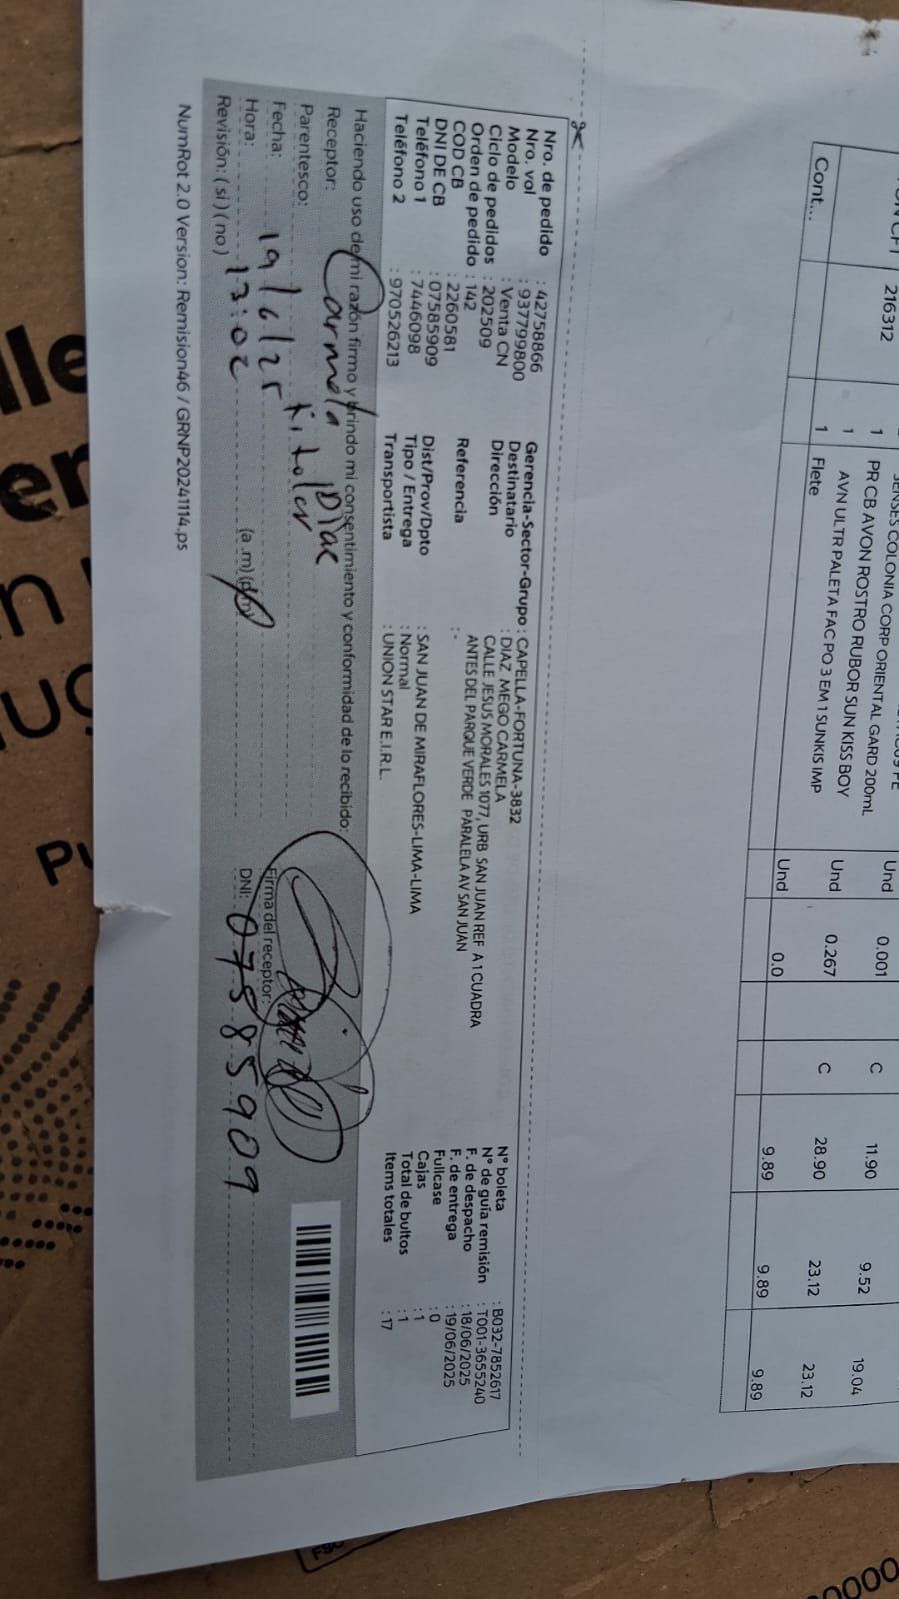 216312
Cont...
1 SENSES COLONIA CORP ORIENTAL GARD 200mL Und 0.001 C 11.90 9.52 19.04
1 PR CB AVON ROSTRO RUBOR SUN KISS BOY
1 AVN ULTR PALETA FAC PO 3 EM 1 SUNKIS IMP Und 0.267 C 28.90 23.12 23.12
1 Flete Und 0.0 9.89 9.89 9.89
Nro. de pedido : 42758866
Nro. vol : 937799800
Modelo : Venta CN
Ciclo de pedidos : 202509
Orden de pedido : 142
COD CB : 2260581
DNI DE CB : 07585909
Teléfono 1 : 7446098
Teléfono 2 : 970526213
Gerencia-Sector-Grupo : CAPELLA-FORTUNA-3832
Destinatario : DIAZ MEGO CARMELA
Dirección : CALLE JESUS MORALES 1077, URB SAN JUAN REF A 1 CUADRA
ANTES DEL PARQUE VERDE PARALELA AV SAN JUAN
Referencia : -
Dist/Prov/Dpto : SAN JUAN DE MIRAFLORES-LIMA-LIMA
Tipo / Entrega : Normal
Transportista : UNION STAR E.I.R.L.
N° boleta : B032-7852617
N° de guía remisión : T001-3655240
F. de despacho : 18/06/2025
F. de entrega : 19/06/2025
Fullcase : 0
Cajas : 1
Total de bultos : 1
Items totales : 17
Haciendo uso de mi razón firmo y brindo mi consentimiento y conformidad de lo recibido:
Receptor: Carmela Diac
Parentesco: titolar
Fecha: 19/6/25
Hora: 13:02 (a.m) (p.m)
Revisión: (si) (no)
Firma del receptor:
DNI: 07585909
NumRot 2.0 Version: Remision46 / GRNP20241114.ps